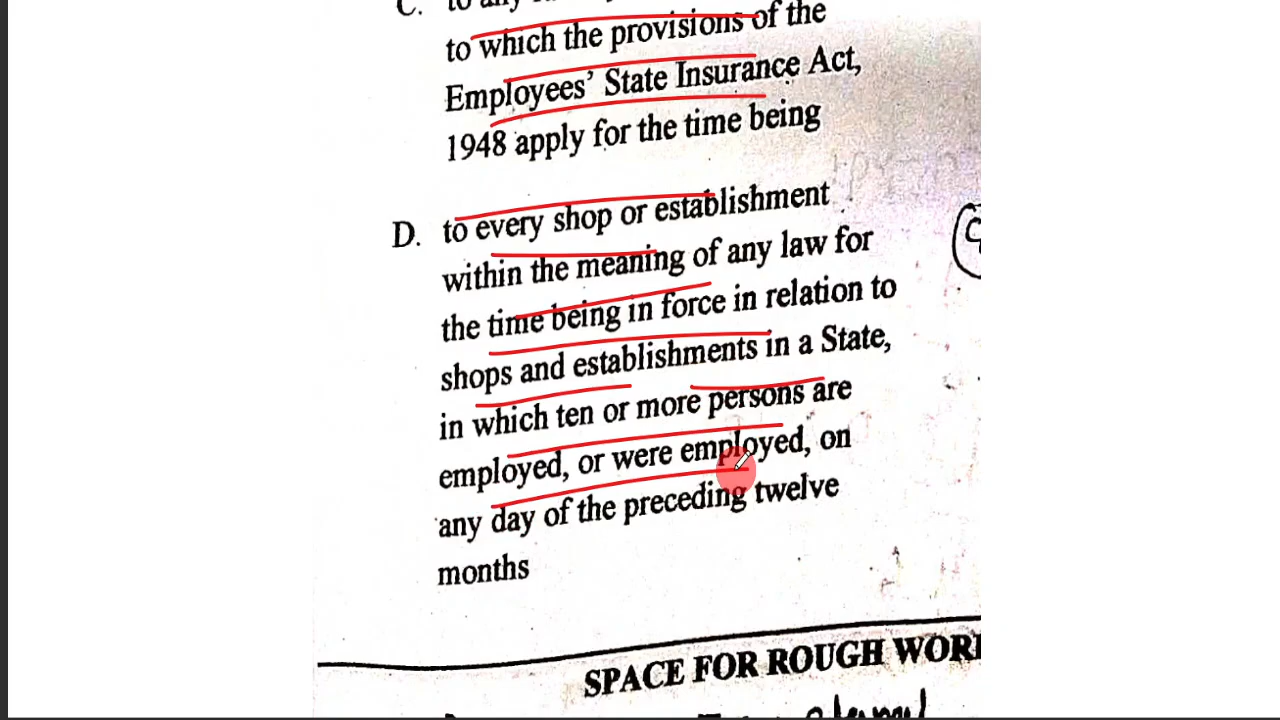 C. to any
to which the provisions of the
Employees' State Insurance Act,
1948 apply for the time being
D. to every shop or establishment
within the meaning of any law for
the time being in force in relation to
shops and establishments in a State,
in which ten or more persons are
employed, or were employed, on
any day of the preceding twelve
months
SPACE FOR ROUGH WOR